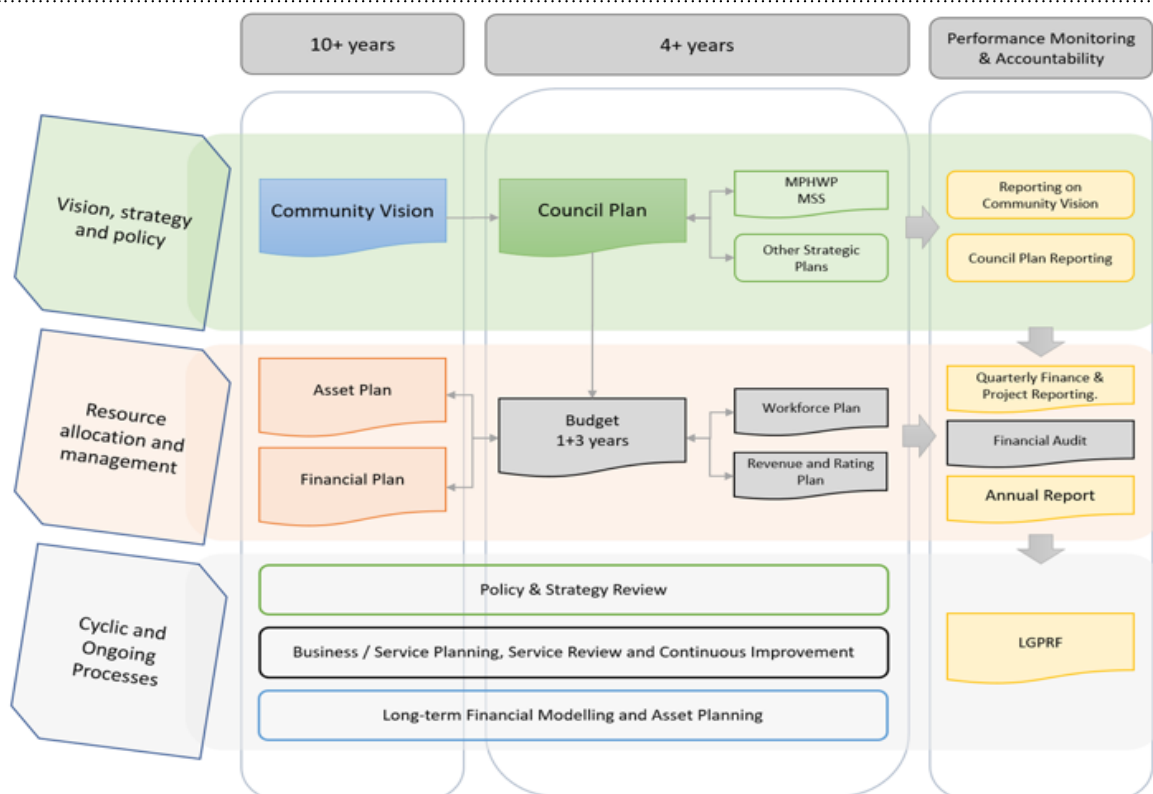 10+ years
4+ years
Performance Monitoring
& Accountability
Vision, strategy
and policy
Community Vision
Council Plan
MPHWP
MSS
Other Strategic
Plans
Reporting on
Community Vision
Council Plan Reporting
Resource
allocation and
management
Asset Plan
Financial Plan
Budget
1+3 years
Workforce Plan
Revenue and Rating
Plan
Quarterly Finance &
Project Reporting.
Financial Audit
Annual Report
Cyclic and
Ongoing
Processes
Policy & Strategy Review
Business / Service Planning, Service Review and Continuous Improvement
Long-term Financial Modelling and Asset Planning
LGPRF